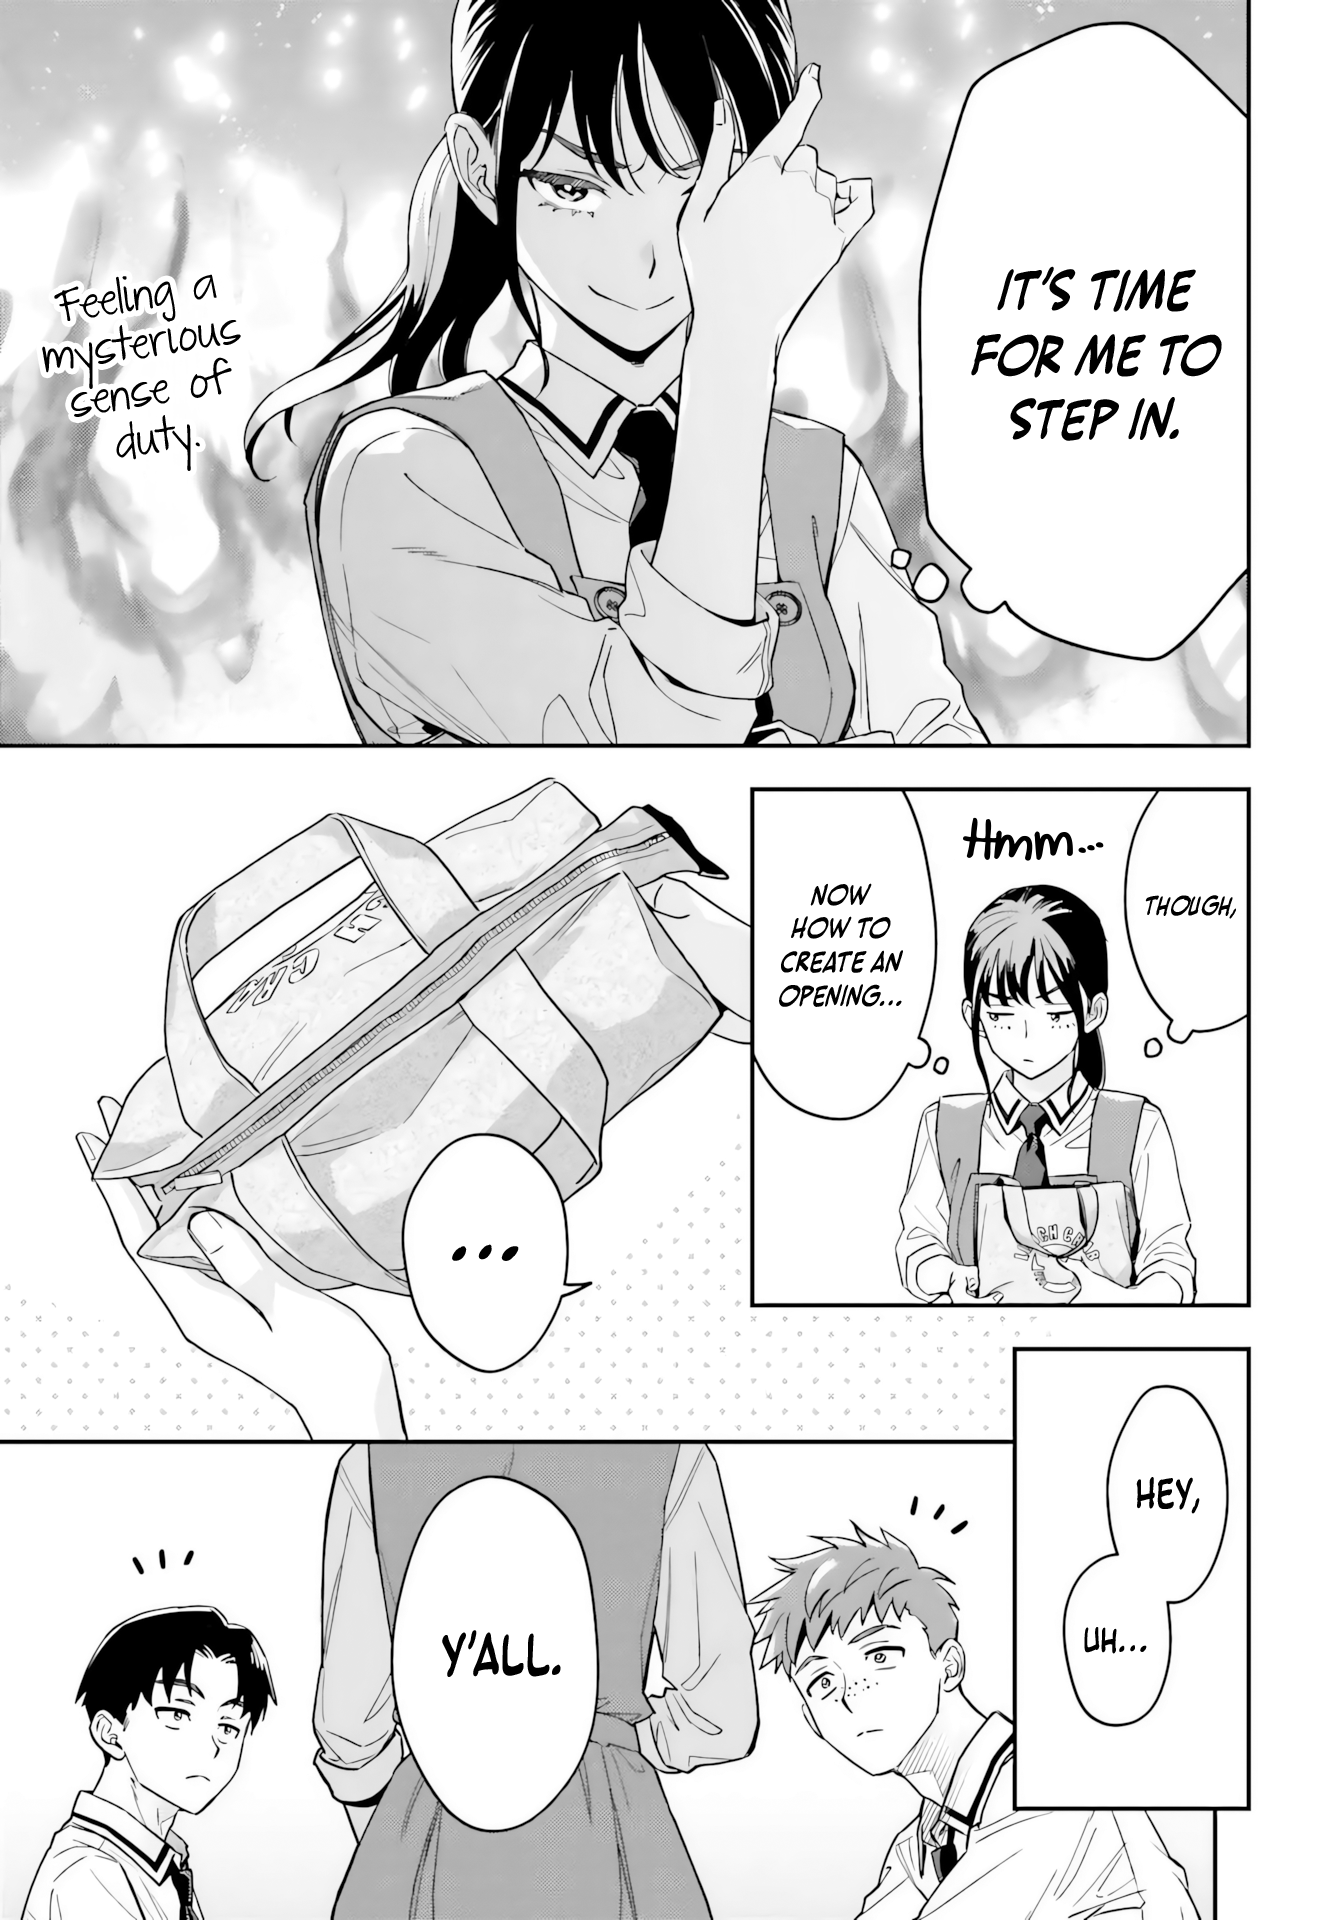 IT'S TIME
FOR ME TO
STEP IN.
Feeling a
mysterious
sense of
duty.
THOUGH,
Hmm...
NOW
HOW TO
CREATE AN
OPENING...
...
HEY,
UH...
Y'ALL.